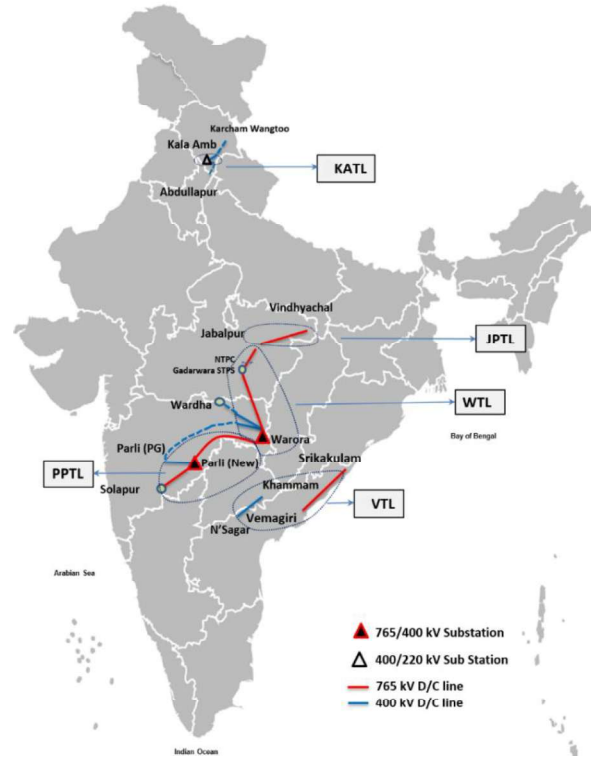 Karcham Wangtoo
Kala Amb
KATL
Abdullapur
Vindhyachal
Jabalpur
JPTL
NTPC
Gadarwara STPS
Wardha
WTL
Warora
Bay of Bengal
Parli (PG)
Srikakulam
PPTL
Parli (New)
Khammam
Solapur
VTL
Vemagiri
N'Sagar
Arabian Sea
765/400 kV Substation
400/220 kV Sub Station
765 kV D/C line
400 kV D/C line
Indian Ocean